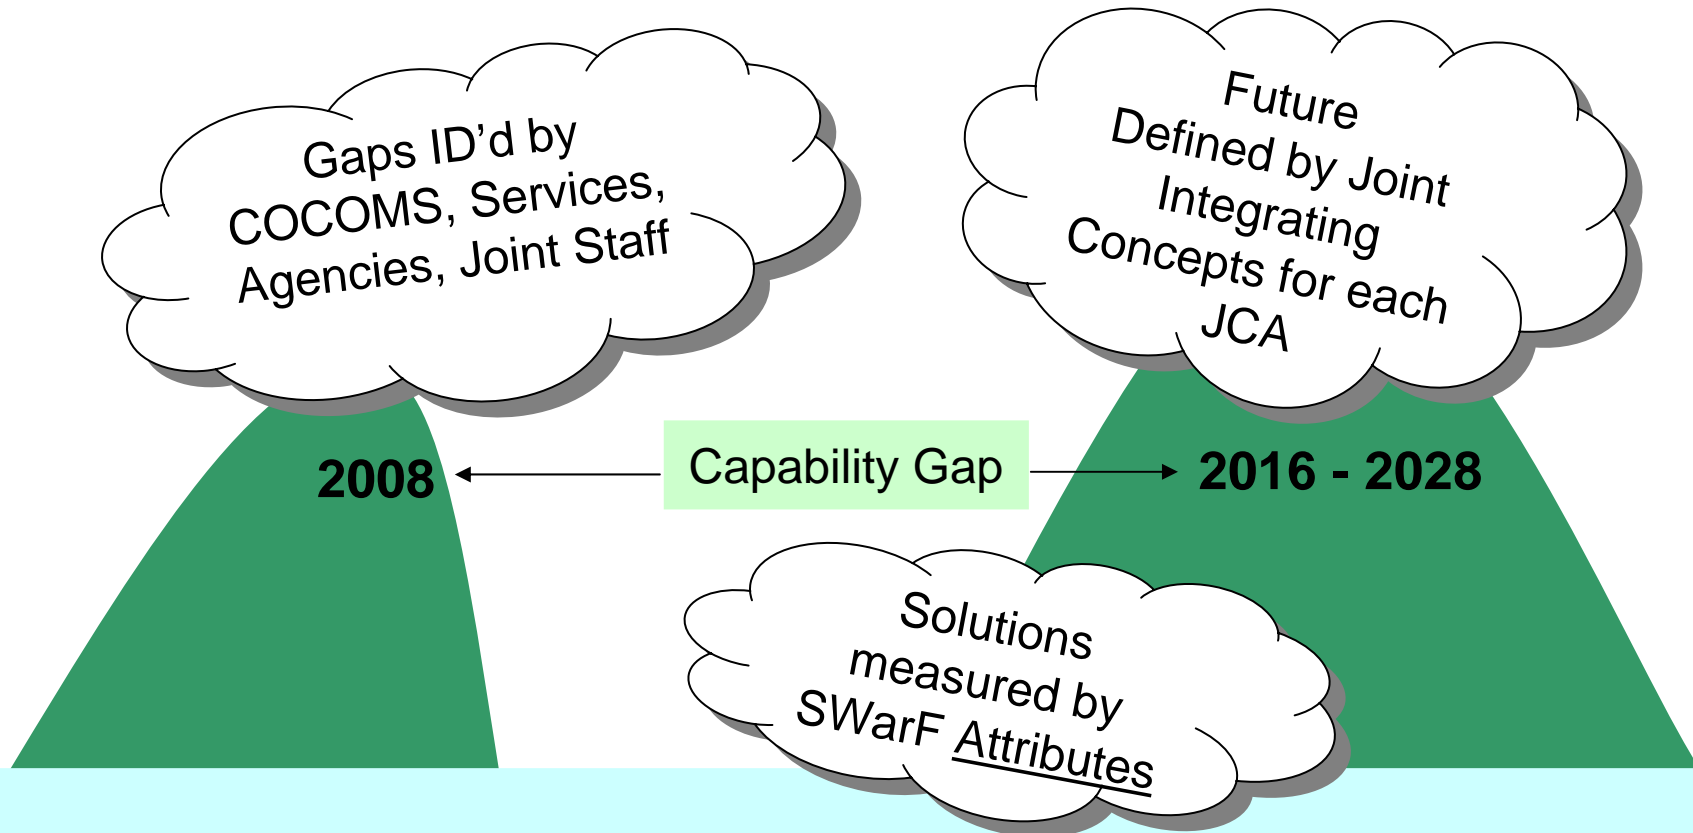 Gaps ID’d by
COCOMS, Services,
Agencies, Joint Staff
Future
Defined by Joint
Integrating
Concepts for each
JCA
2008
Capability Gap
2016 - 2028
Solutions
measured by
SWarF Attributes